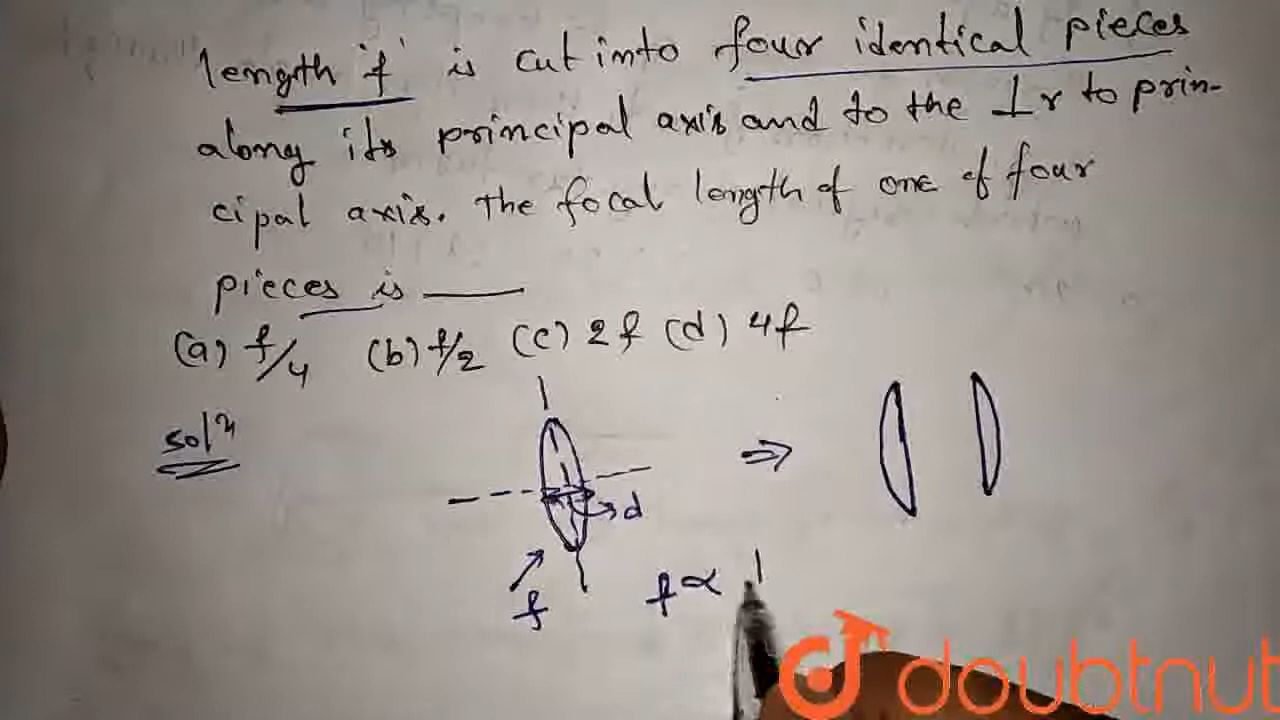 length 'f' is cut into four identical pieces
along its principal axis and to the ⊥r to prin-
cipal axis. The focal length of one of four
pieces is ____
(a) f/4 (b) f/2 (c) 2f (d) 4f
Solⁿ
⇒
d
f
f ∝ 1
doubtnut